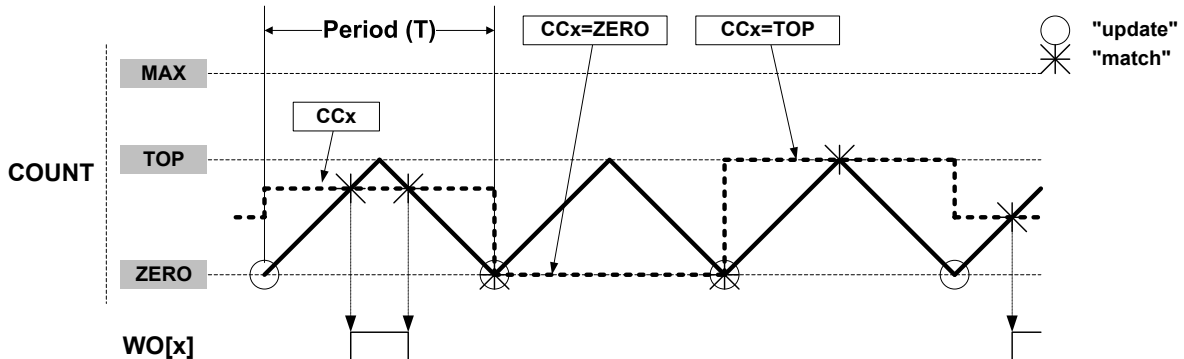 Period (T)
CCx=ZERO
CCx=TOP
"update"
"match"
MAX
CCx
TOP
COUNT
ZERO
WO[x]